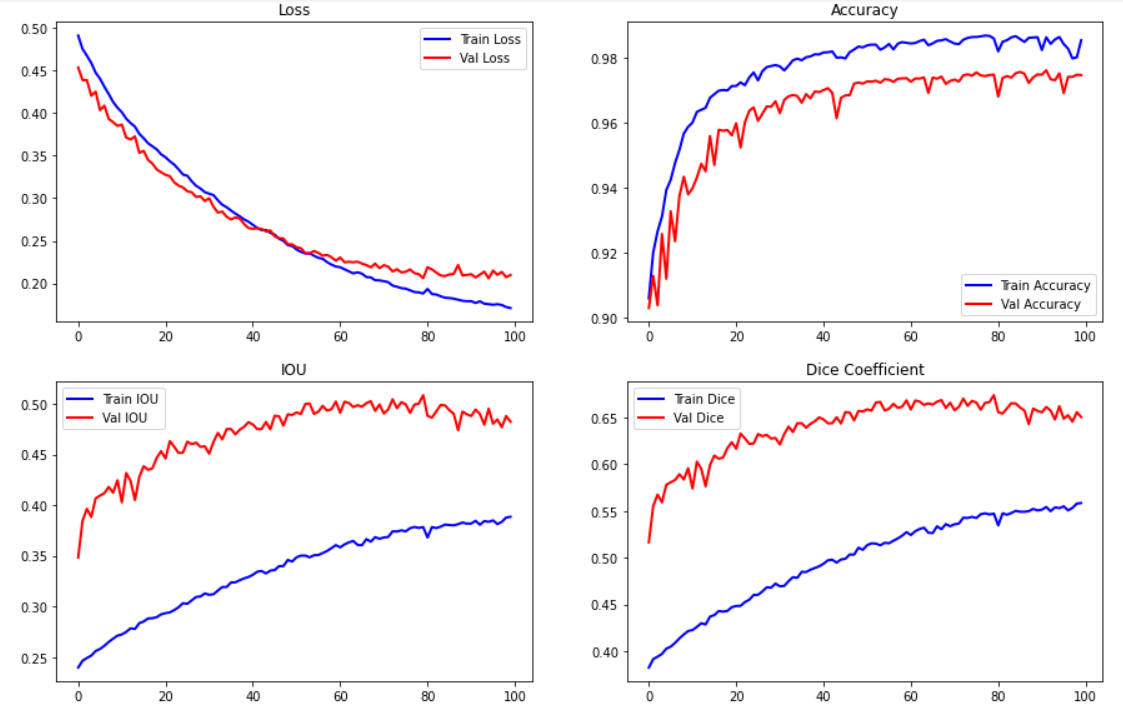 Loss
0.50
0.45
0.40
0.35
0.30
0.25
0.20
Train Loss
Val Loss
0 20 40 60 80 100
Accuracy
0.98
0.96
0.94
0.92
0.90
Train Accuracy
Val Accuracy
0 20 40 60 80 100
IOU
Train IOU
Val IOU
0.50
0.45
0.40
0.35
0.30
0.25
0 20 40 60 80 100
Dice Coefficient
Train Dice
Val Dice
0.65
0.60
0.55
0.50
0.45
0.40
0 20 40 60 80 100